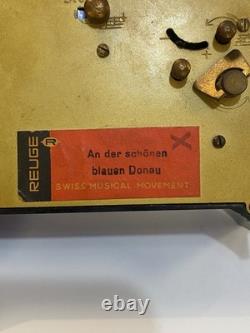 REUGE R
An der schönen
blauen Donau
SWISS MUSICAL MOVEMENT
X